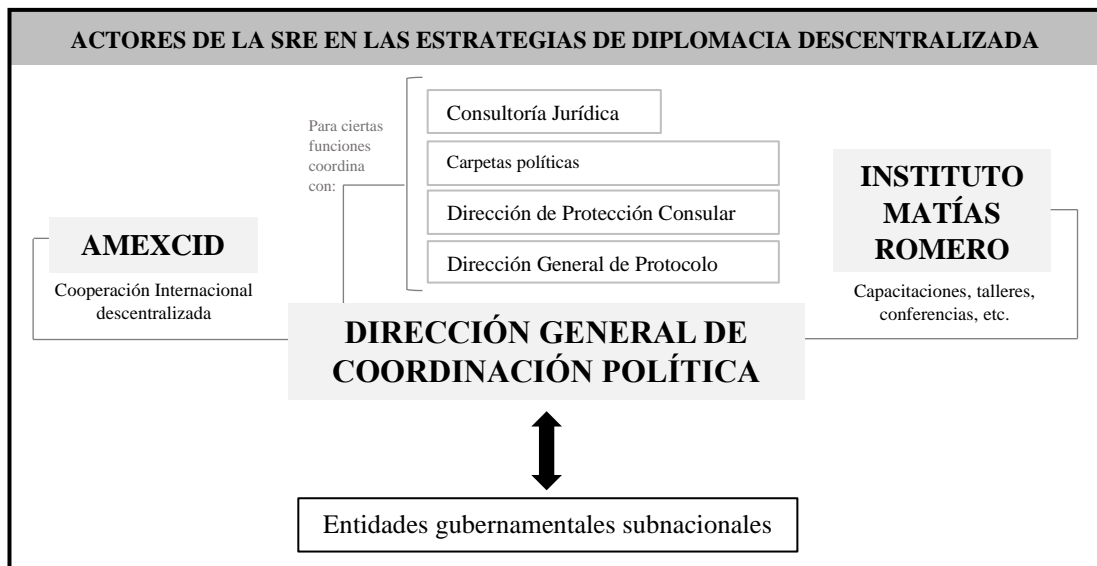 ACTORES DE LA SRE EN LAS ESTRATEGIAS DE DIPLOMACIA DESCENTRALIZADA
Para ciertas
funciones
coordina
con:
Consultoría Jurídica
Carpetas políticas
Dirección de Protección Consular
Dirección General de Protocolo
AMEXCID
Cooperación Internacional
descentralizada
INSTITUTO
MATÍAS
ROMERO
Capacitaciones, talleres,
conferencias, etc.
DIRECCIÓN GENERAL DE
COORDINACIÓN POLÍTICA
Entidades gubernamentales subnacionales